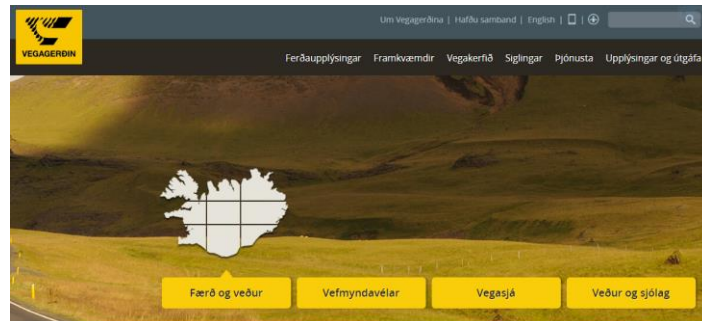 Um Vegagerðina | Hafðu samband | English | |
VEGAGERÐIN
Ferðaupplýsingar Framkvæmdir Vegakerfið Siglingar Þjónusta Upplýsingar og útgáfa
Færð og veður Vefmyndavélar Vegasjá Veður og sjólag